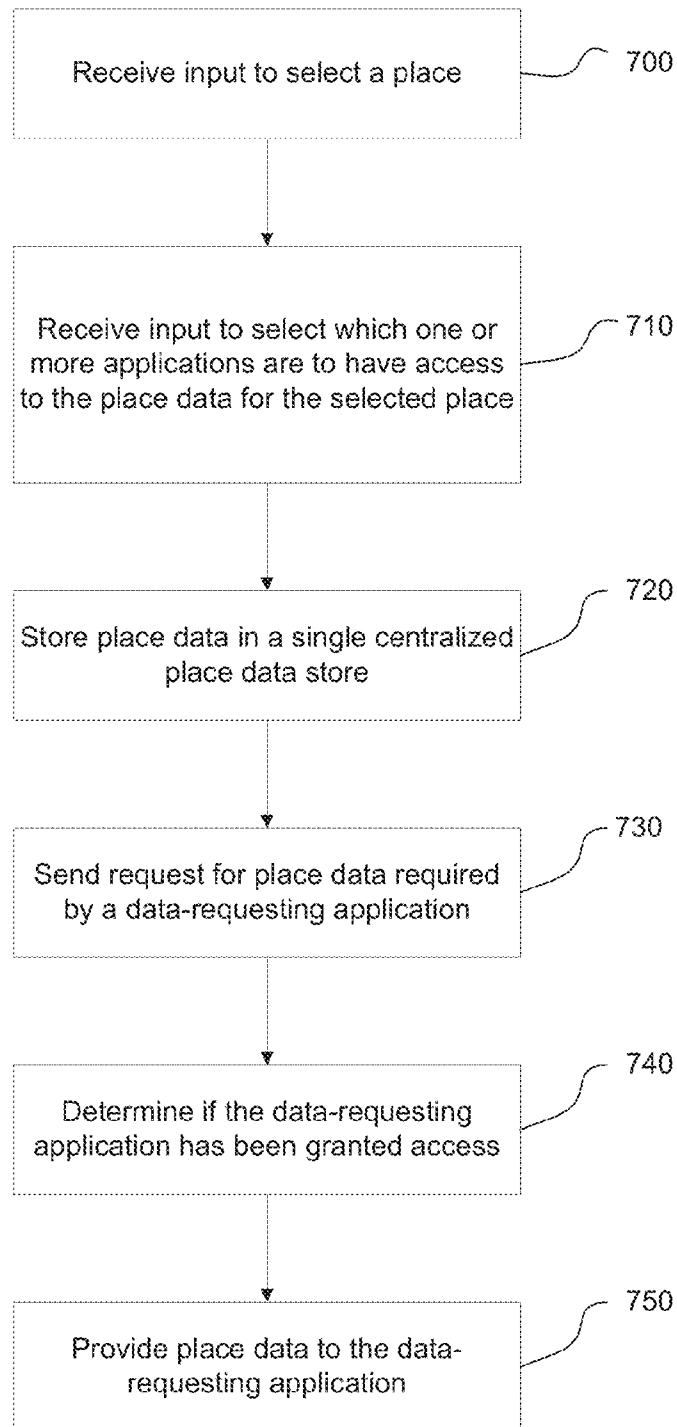 Receive input to select a place
700
Receive input to select which one or
more applications are to have access
to the place data for the selected place
710
Store place data in a single centralized
place data store
720
Send request for place data required
by a data-requesting application
730
Determine if the data-requesting
application has been granted access
740
Provide place data to the data-
requesting application
750